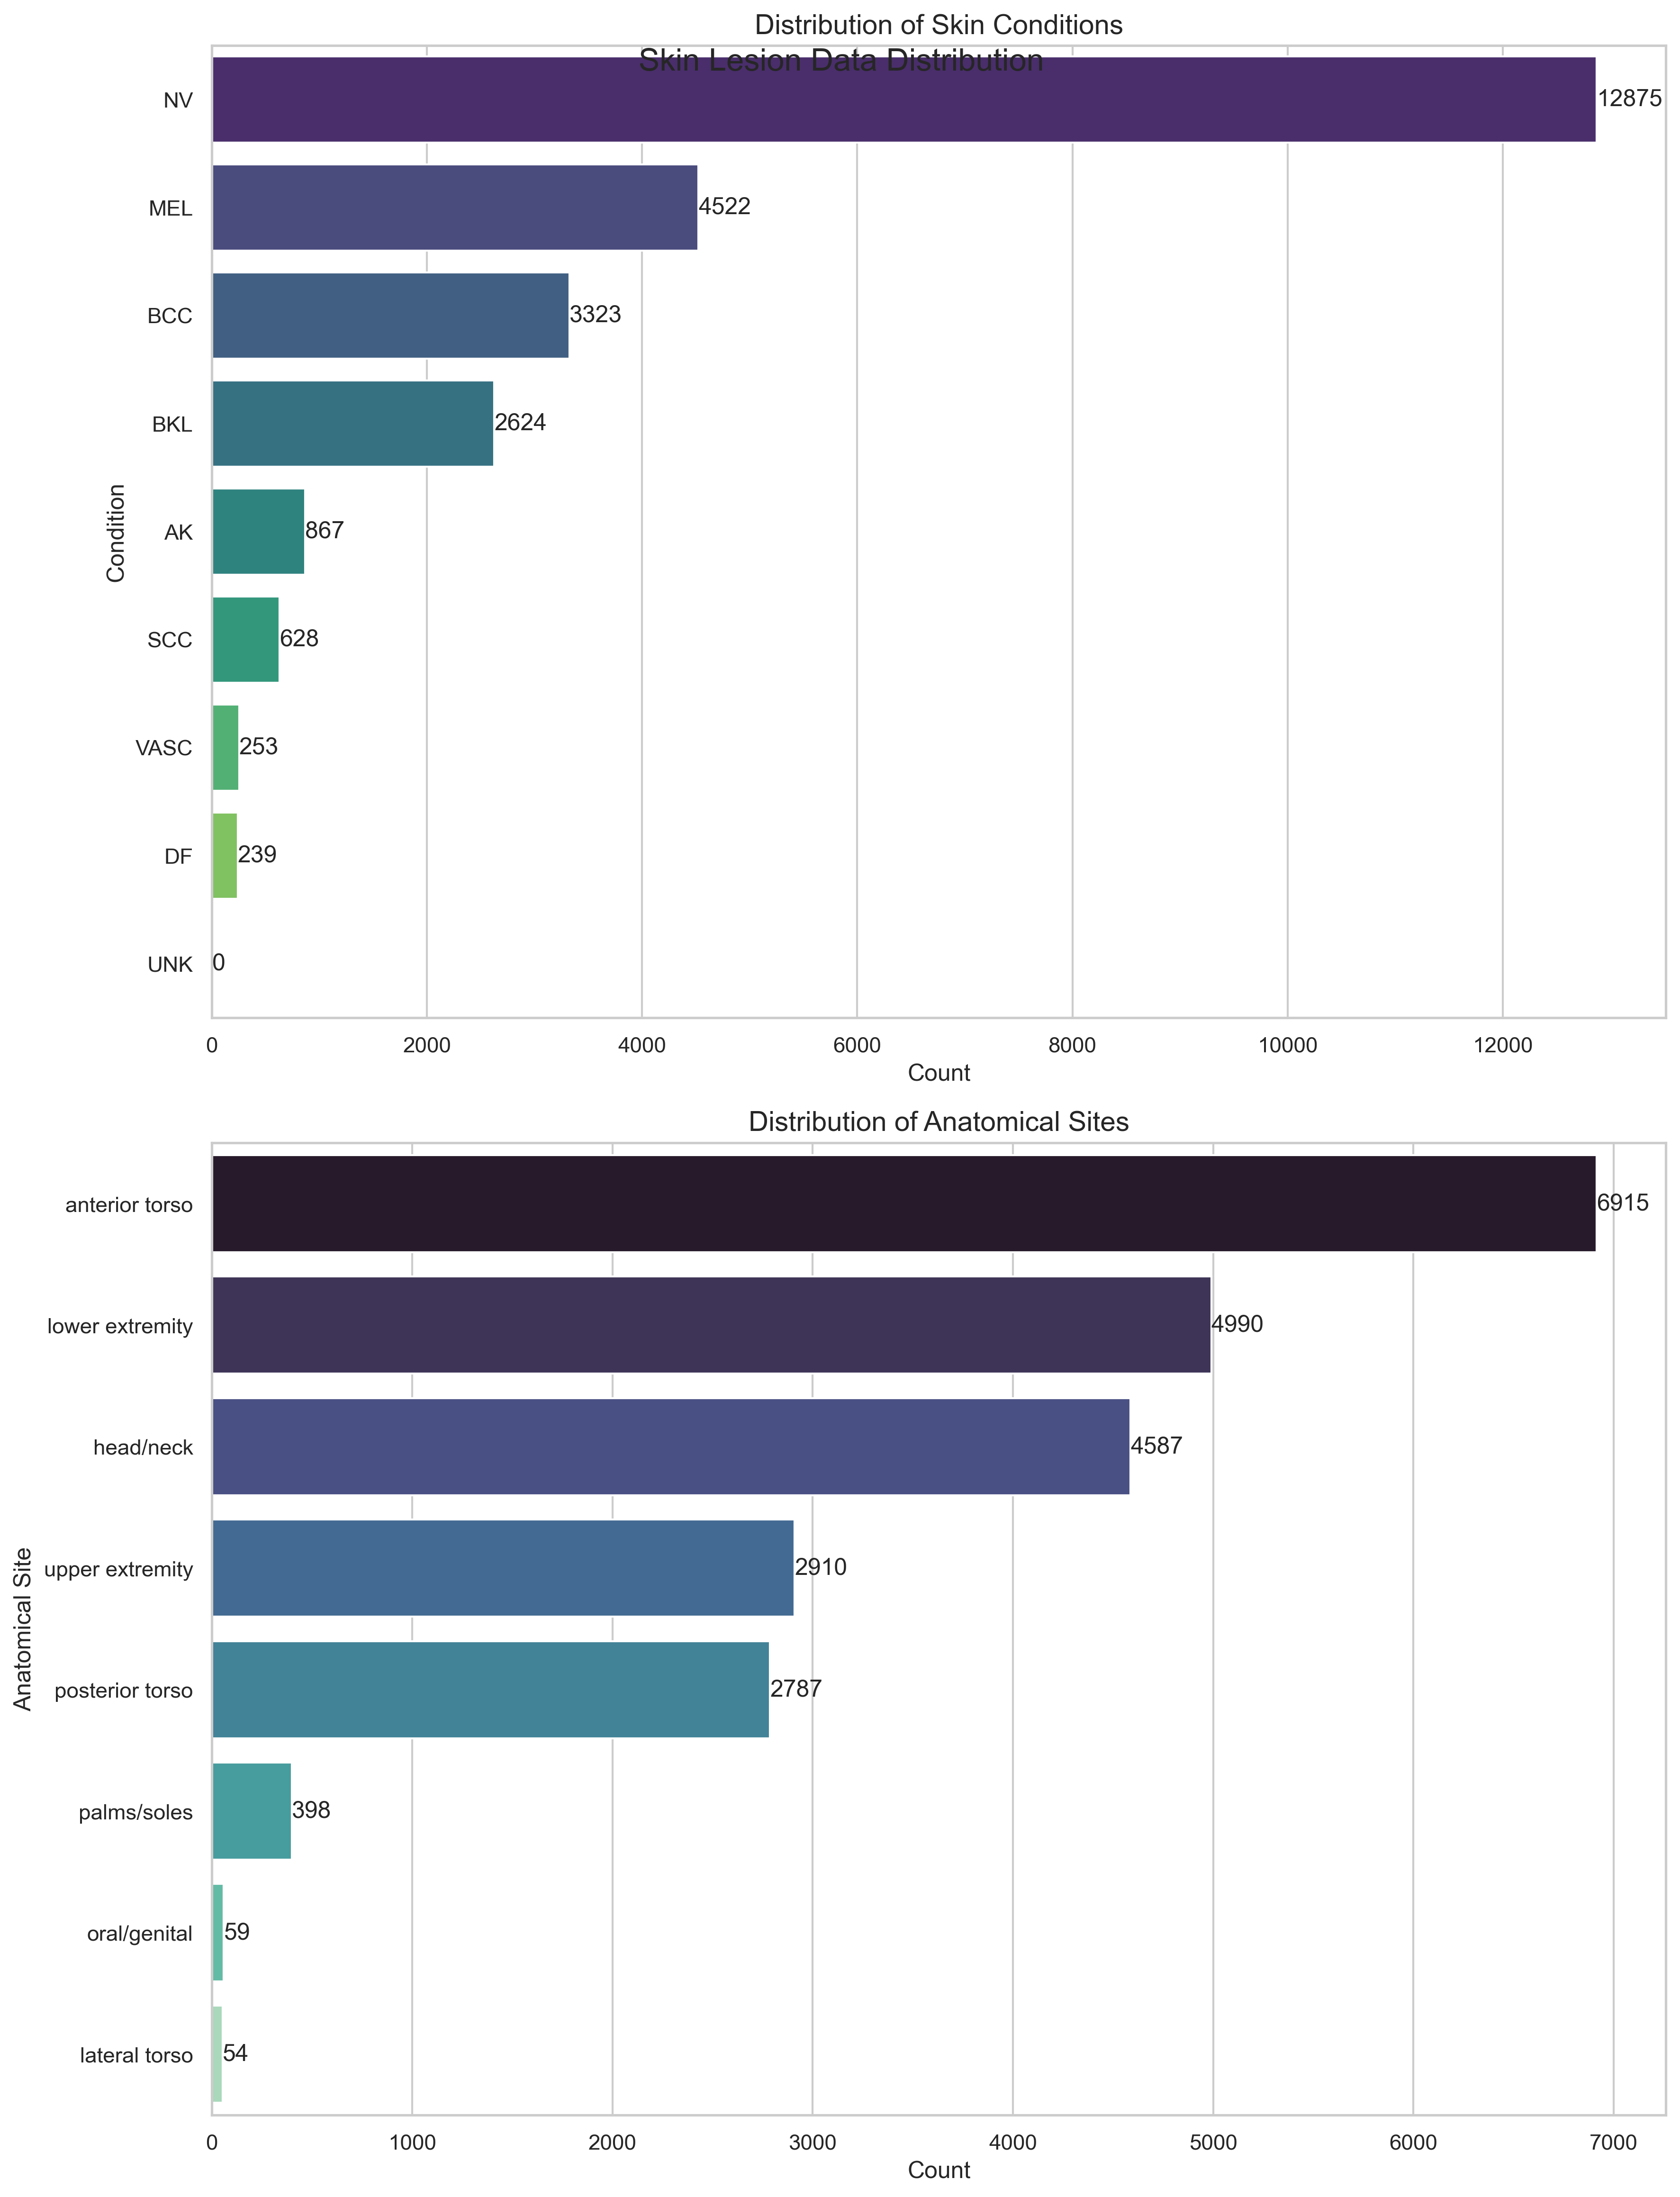 Distribution of Skin Conditions
Skin Lesion Data Distribution
NV 12875
MEL 4522
BCC 3323
BKL 2624
AK 867
Condition
SCC 628
VASC 253
DF 239
UNK 0
0 2000 4000 6000 8000 10000 12000
Count
Distribution of Anatomical Sites
anterior torso 6915
lower extremity 4990
head/neck 4587
upper extremity 2910
Anatomical Site
posterior torso 2787
palms/soles 398
oral/genital 59
lateral torso 54
0 1000 2000 3000 4000 5000 6000 7000
Count